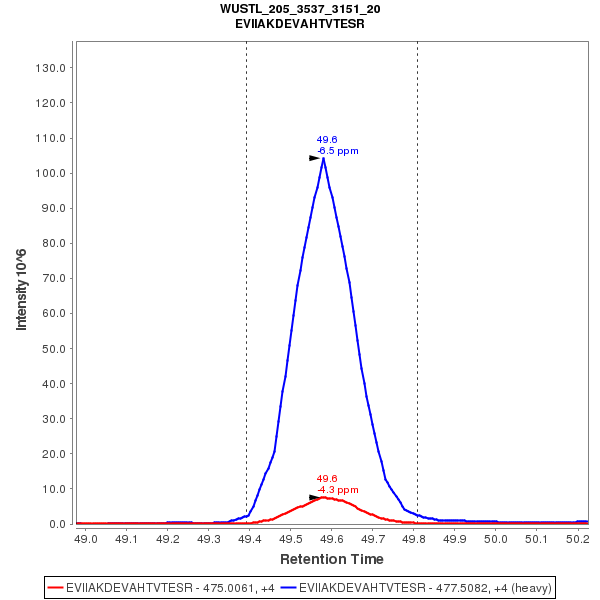 WUSTL_205_3537_3151_20
EVIIAKDEVAHTVTESR
Intensity 10^6
130.0
120.0
110.0
100.0
90.0
80.0
70.0
60.0
50.0
40.0
30.0
20.0
10.0
0.0
49.6
-6.5 ppm
49.6
-4.3 ppm
49.0 49.1 49.2 49.3 49.4 49.5 49.6 49.7 49.8 49.9 50.0 50.1 50.2
Retention Time
EVIIAKDEVAHTVTESR - 475.0061, +4 EVIIAKDEVAHTVTESR - 477.5082, +4 (heavy)